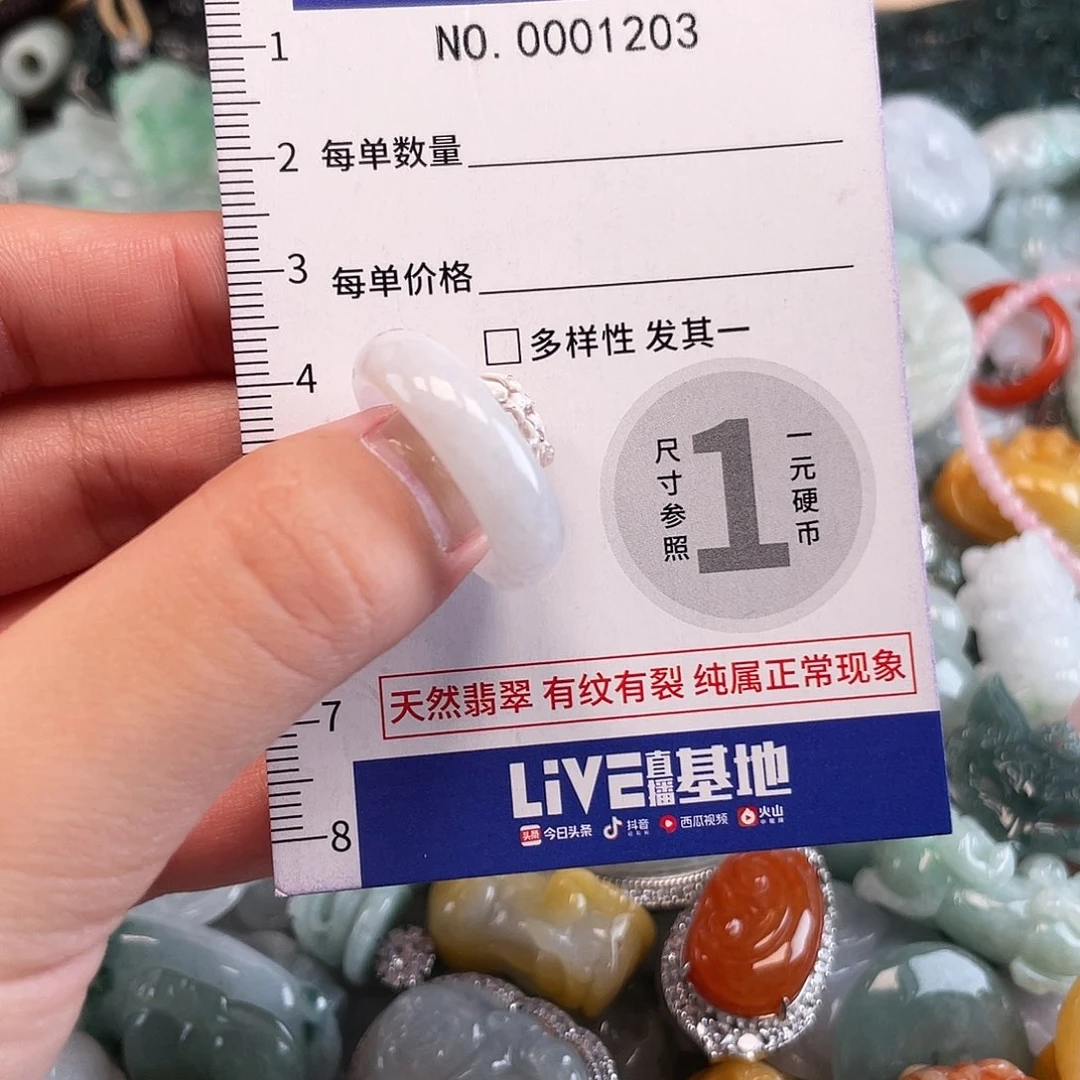 1
NO. 0001203
2
每单数量
3
每单价格
4
多样性 发其一
尺寸参照
1
一元硬币
天然翡翠 有纹有裂 纯属正常现象
7
LiVE直播基地
头条 今日头条 抖音 西瓜视频 火山
8